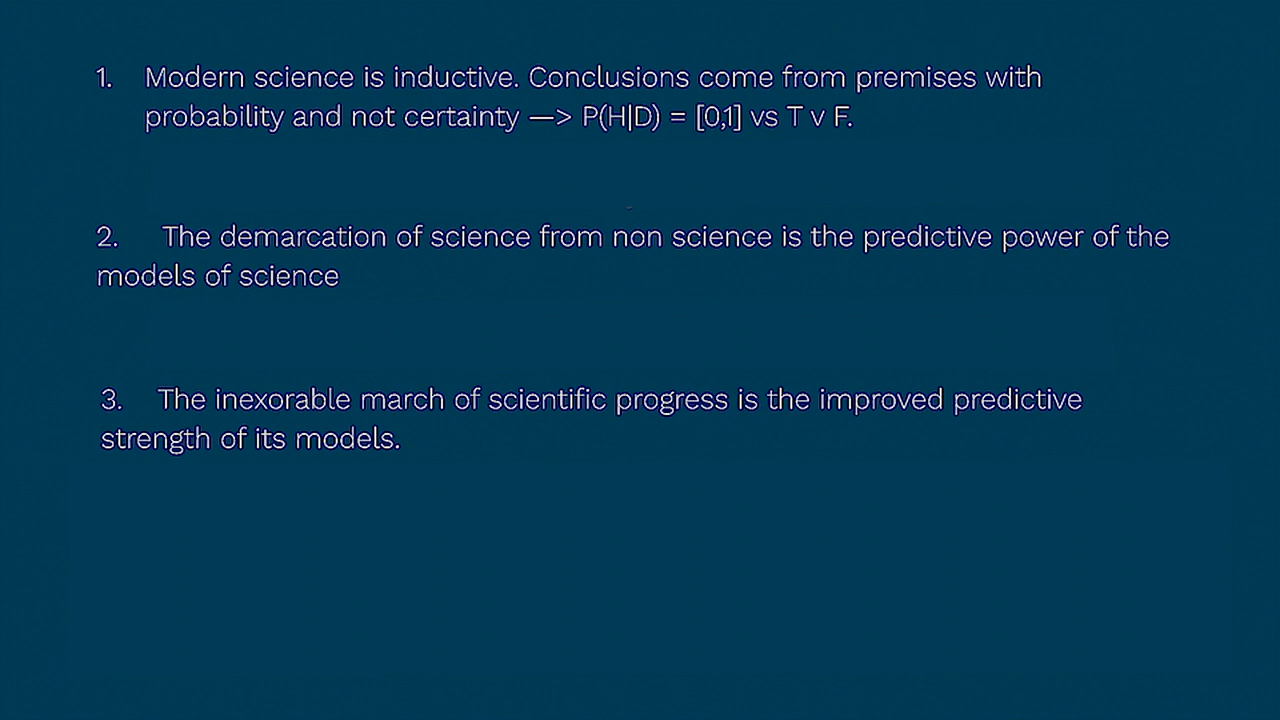 1. Modern science is inductive. Conclusions come from premises with
probability and not certainty —> P(H|D) = [0,1] vs T v F.
2. The demarcation of science from non science is the predictive power of the
models of science
3. The inexorable march of scientific progress is the improved predictive
strength of its models.